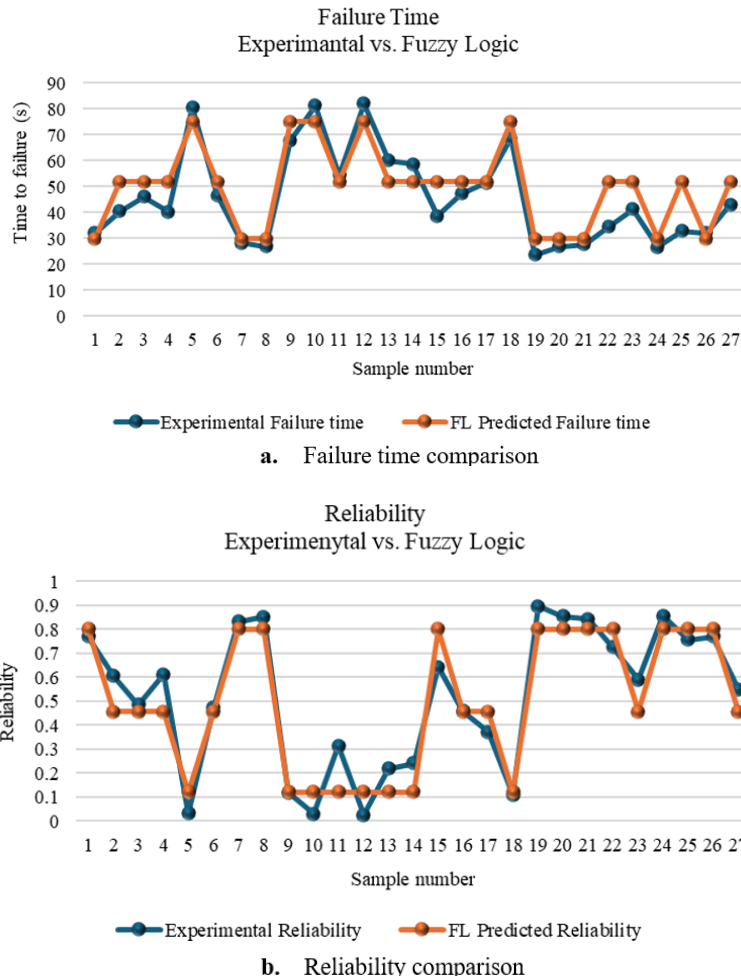 Failure Time
Experimantal vs. Fuzzy Logic
90
80
70
60
50
40
30
20
10
0
Time to failure (s)
1 2 3 4 5 6 7 8 9 10 11 12 13 14 15 16 17 18 19 20 21 22 23 24 25 26 27
Sample number
Experimental Failure time FL Predicted Failure time
a. Failure time comparison
Reliability
Experimenytal vs. Fuzzy Logic
1
0.9
0.8
0.7
0.6
0.5
0.4
0.3
0.2
0.1
0
Reliability
1 2 3 4 5 6 7 8 9 10 11 12 13 14 15 16 17 18 19 20 21 22 23 24 25 26 27
Sample number
Experimental Reliability FL Predicted Reliability
b. Reliability comparison